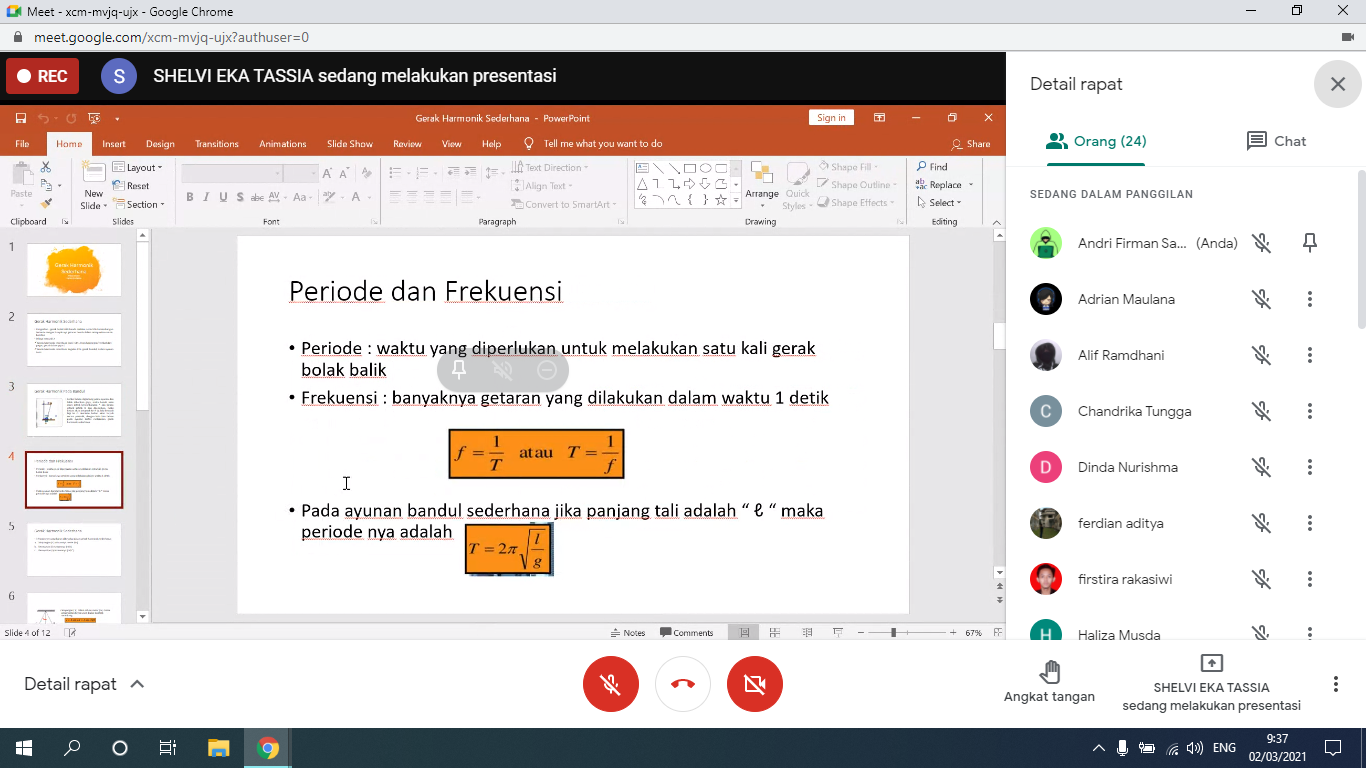 Meet - xcm-mvjq-ujx - Google Chrome
meet.google.com/xcm-mvjq-ujx?authuser=0
REC
S
SHELVI EKA TASSIA sedang melakukan presentasi
Gerak Harmonik Sederhana - PowerPoint
Sign in
File Home Insert Design Transitions Animations Slide Show Review View Help Tell me what you want to do Share
Paste
New Slide
Layout
Reset
Section
B I U S abc AV Aa A
Text Direction
Align Text
Convert to SmartArt
Arrange
Quick Styles
Shape Fill
Shape Outline
Shape Effects
Find
Replace
Select
Clipboard Slides Font Paragraph Drawing Editing
1
Gerak Harmonik
Sederhana
2
3
4
5
6
Periode dan Frekuensi
• Periode : waktu yang diperlukan untuk melakukan satu kali gerak
bolak balik
• Frekuensi : banyaknya getaran yang dilakukan dalam waktu 1 detik
f = 1/T atau T = 1/f
• Pada ayunan bandul sederhana jika panjang tali adalah “ ℓ “ maka
periode nya adalah
T = 2π√(l/g)
Slide 4 of 12
Notes
Comments
67%
Detail rapat
Orang (24)
Chat
SEDANG DALAM PANGGILAN
Andri Firman Sa... (Anda)
Adrian Maulana
Alif Ramdhani
C
Chandrika Tungga
D
Dinda Nurishma
ferdian aditya
firstira rakasiwi
H
Haliza Musda
Detail rapat
Angkat tangan
SHELVI EKA TASSIA
sedang melakukan presentasi
ENG
9:37
02/03/2021